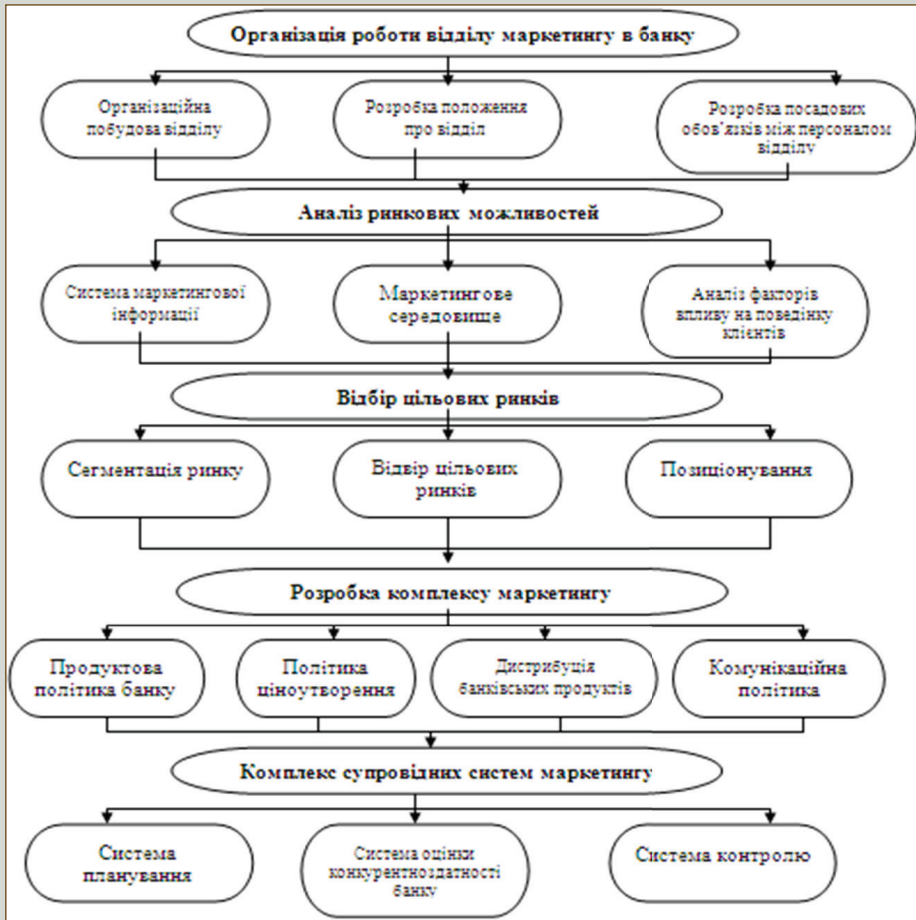 Організація роботи відділу маркетингу в банку
Організаційна
побудова відділу
Розробка положення
про відділ
Розробка посадових
обов'язків між персоналом
відділу
Аналіз ринкових можливостей
Система маркетингової
інформації
Маркетингове
середовище
Аналіз факторів
впливу на поведінку
клієнтів
Відбір цільових ринків
Сегментація ринку
Відвір цільових
ринків
Позиціонування
Розробка комплексу маркетингу
Продуктова
політика банку
Політика
ціноутворення
Дистрибуція
банківських продуктів
Комунікаційна
політика
Комплекс супровідних систем маркетингу
Система
планування
Система оцінки
конкурентноздатності
банку
Система контролю